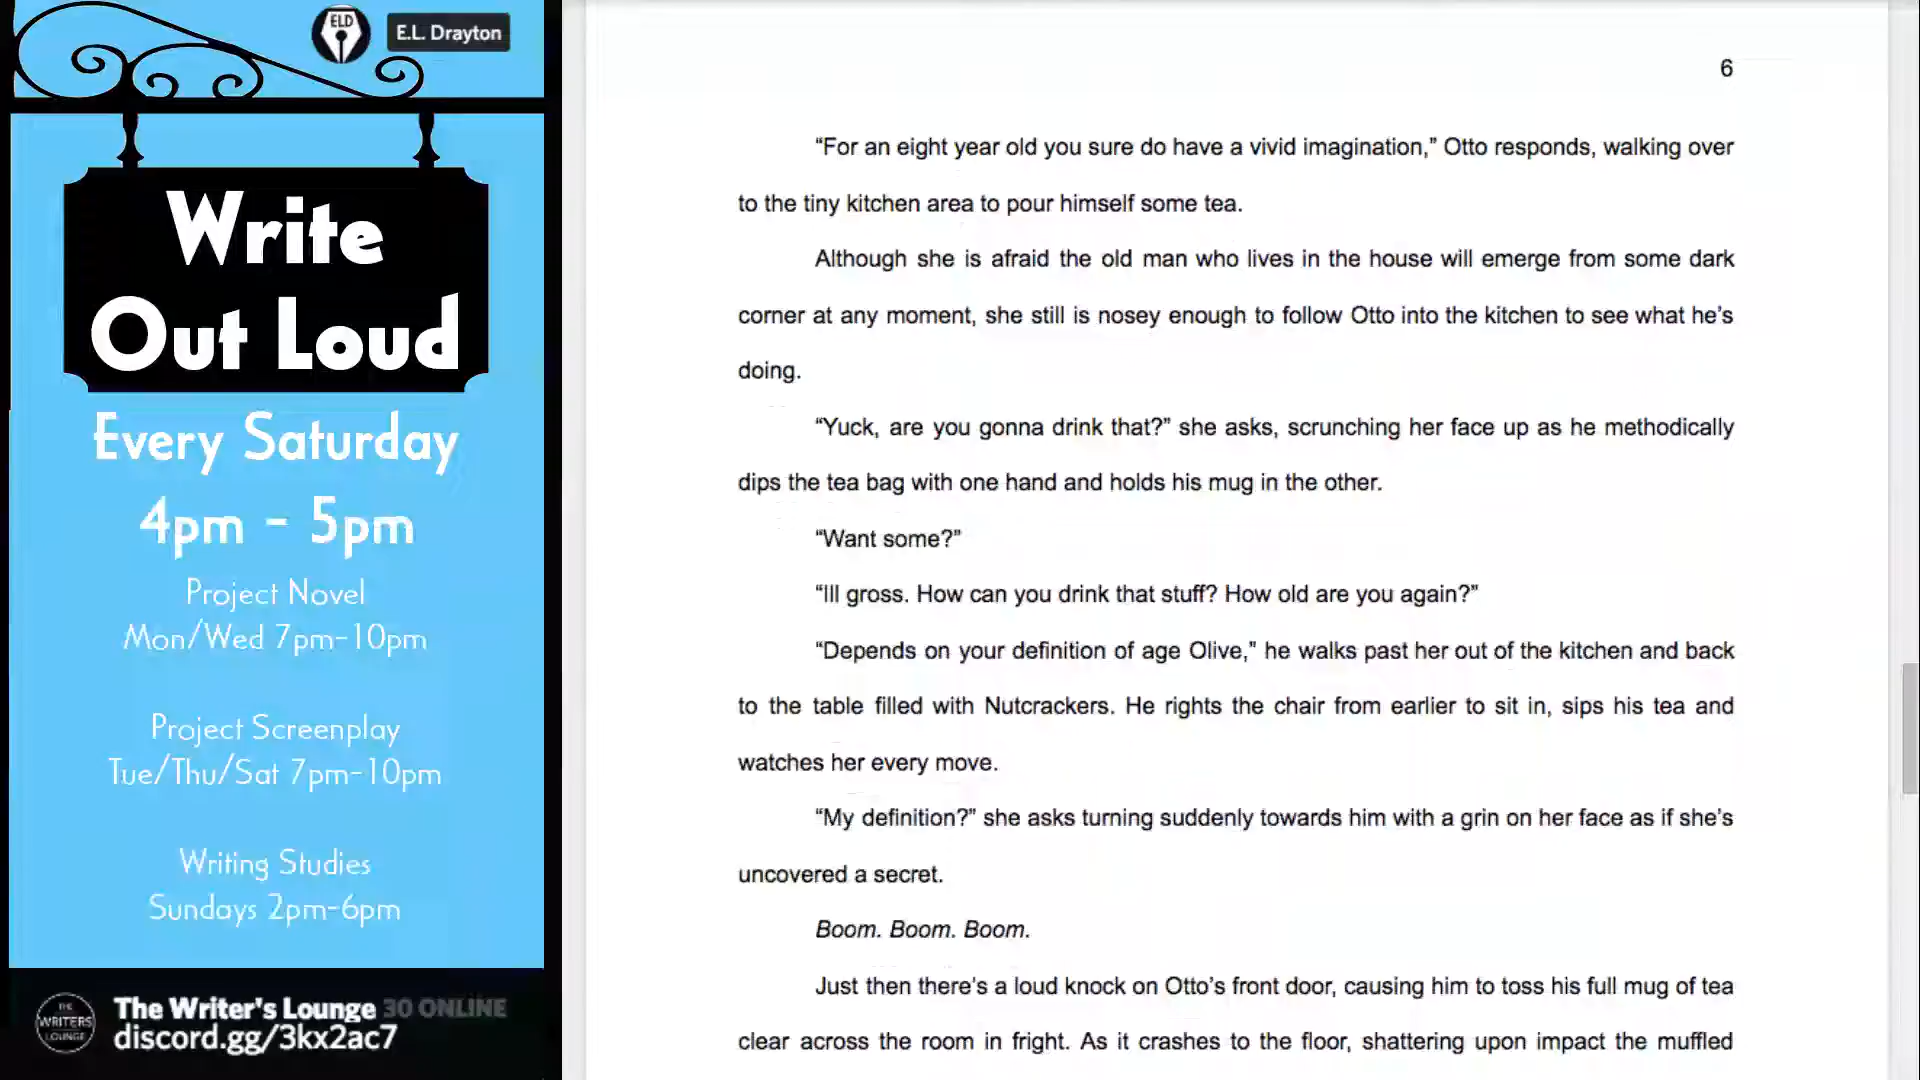 ELD
E.L. Drayton
Write
Out Loud
Every Saturday
4pm - 5pm
Project Novel
Mon/Wed 7pm-10pm
Project Screenplay
Tue/Thu/Sat 7pm-10pm
Writing Studies
Sundays 2pm-6pm
THE
WRITERS
LOUNGE
The Writer's Lounge 30 ONLINE
discord.gg/3kx2ac7
6
“For an eight year old you sure do have a vivid imagination,” Otto responds, walking over
to the tiny kitchen area to pour himself some tea.
Although she is afraid the old man who lives in the house will emerge from some dark
corner at any moment, she still is nosey enough to follow Otto into the kitchen to see what he’s
doing.
“Yuck, are you gonna drink that?” she asks, scrunching her face up as he methodically
dips the tea bag with one hand and holds his mug in the other.
“Want some?”
“Ill gross. How can you drink that stuff? How old are you again?”
“Depends on your definition of age Olive,” he walks past her out of the kitchen and back
to the table filled with Nutcrackers. He rights the chair from earlier to sit in, sips his tea and
watches her every move.
“My definition?” she asks turning suddenly towards him with a grin on her face as if she’s
uncovered a secret.
Boom. Boom. Boom.
Just then there’s a loud knock on Otto’s front door, causing him to toss his full mug of tea
clear across the room in fright. As it crashes to the floor, shattering upon impact the muffled